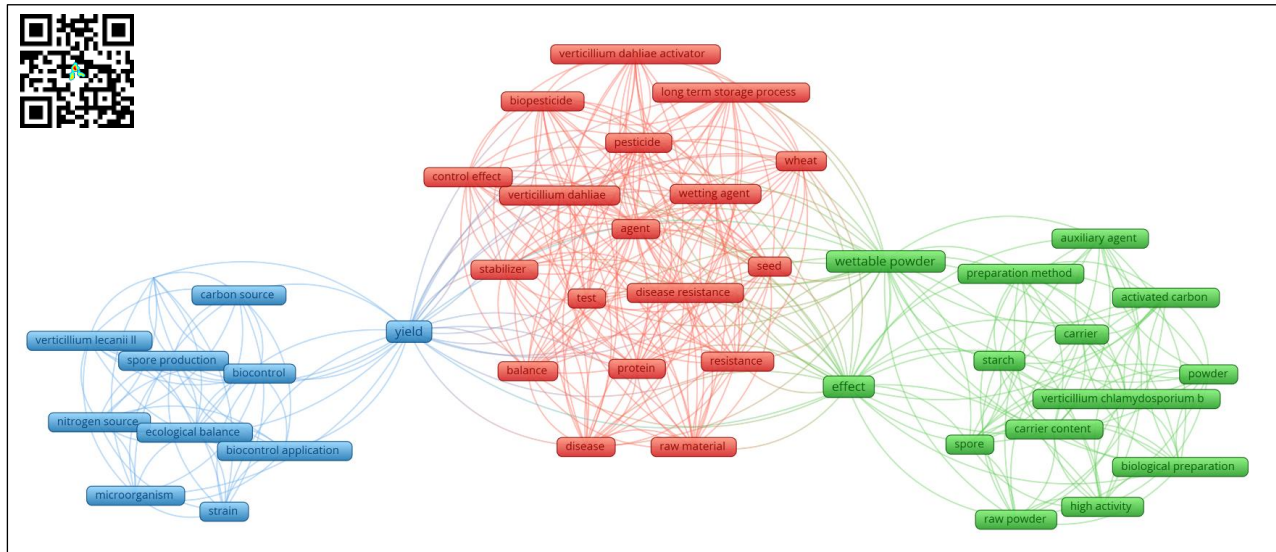 verticillium dahliae activator
long term storage process
biopesticide
pesticide
wheat
control effect
verticillium dahliae
wetting agent
agent
auxiliary agent
wettable powder
stabilizer
seed
preparation method
carbon source
test
disease resistance
activated carbon
yield
carrier
verticillium lecanii ll
spore production
biocontrol
balance
protein
resistance
starch
powder
effect
verticillium chlamydosporium b
nitrogen source
ecological balance
carrier content
biocontrol application
disease
raw material
spore
biological preparation
microorganism
strain
high activity
raw powder